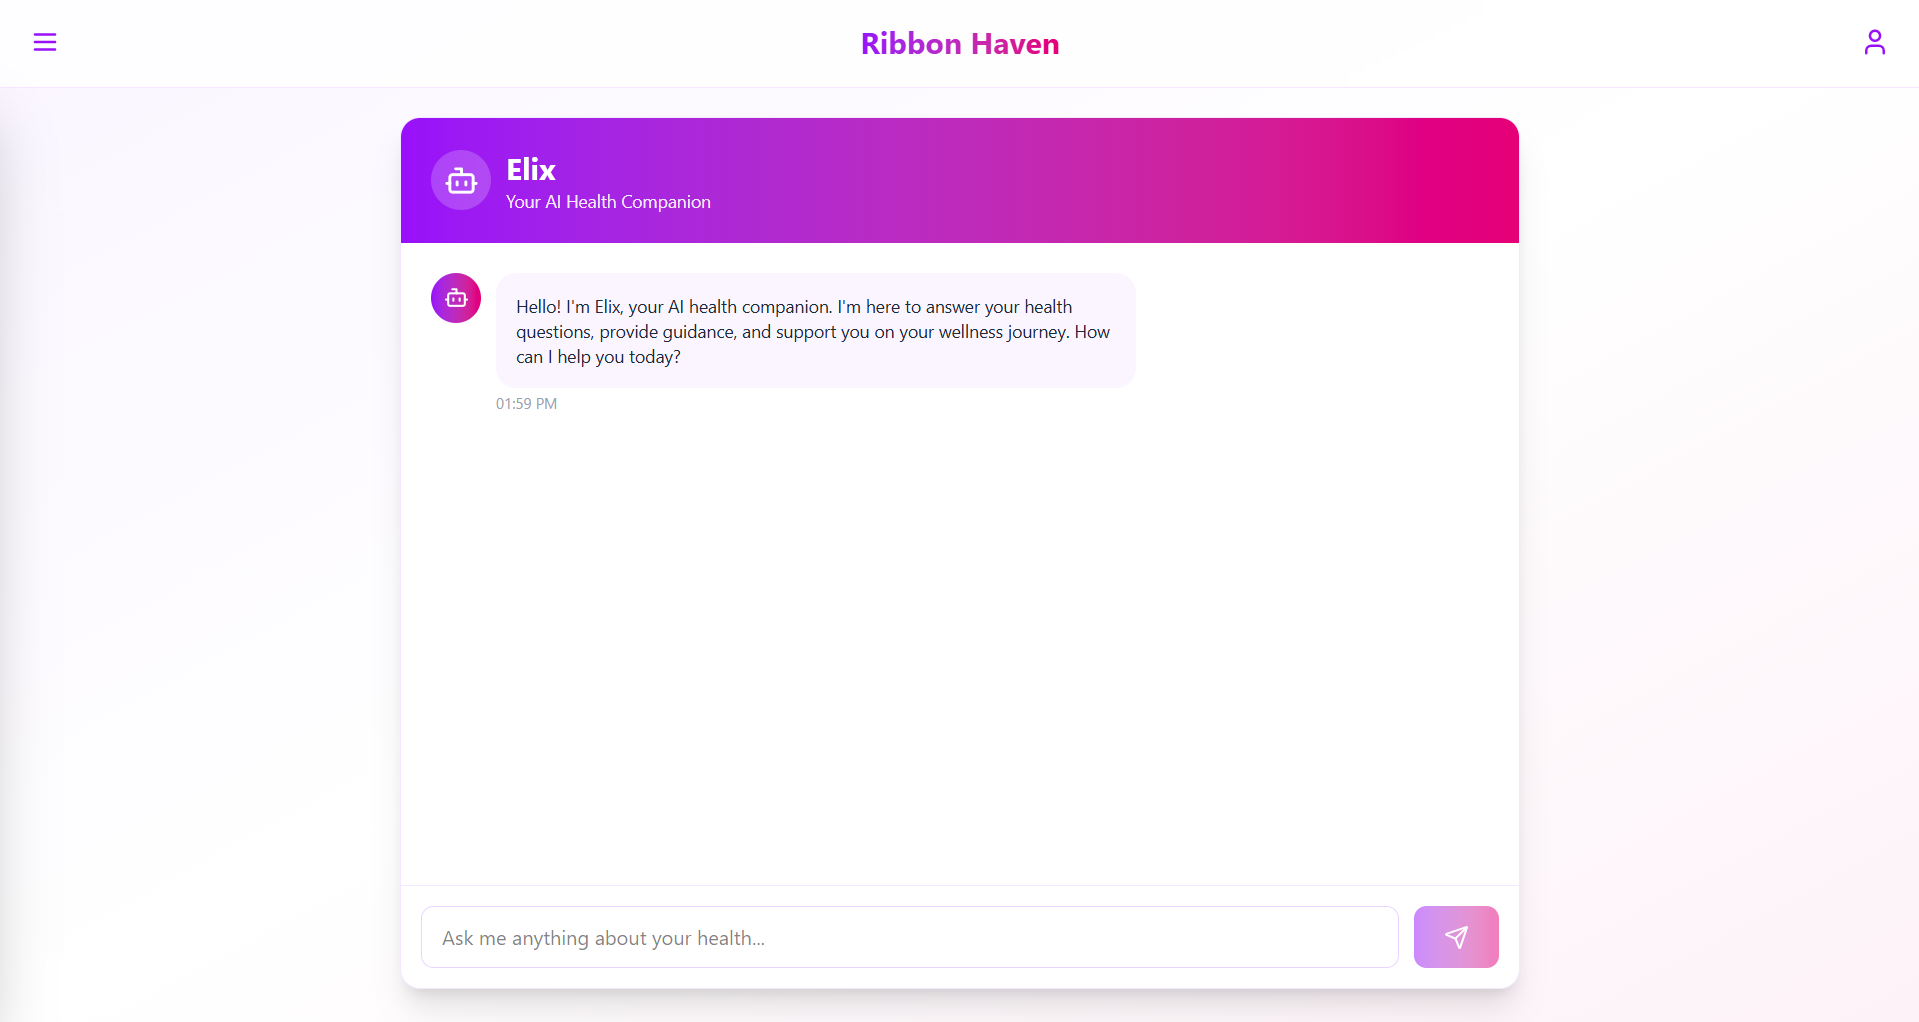 Ribbon Haven
Elix
Your AI Health Companion
Hello! I'm Elix, your AI health companion. I'm here to answer your health
questions, provide guidance, and support you on your wellness journey. How
can I help you today?
01:59 PM
Ask me anything about your health...